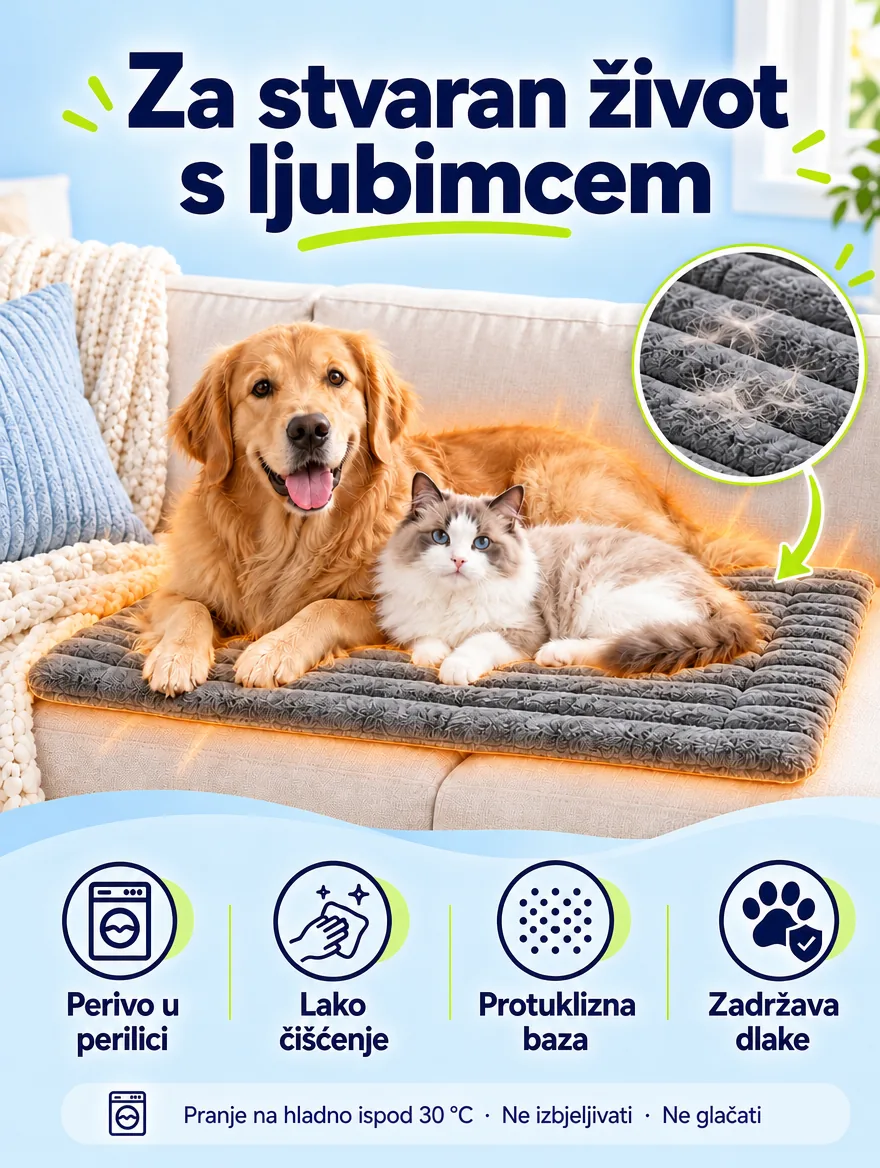 Za stvaran život
s ljubimcem
Perivo u
perilici
Lako
čišćenje
Protuklizna
baza
Zadržava
dlake
Pranje na hladno ispod 30 °C · Ne izbjeljivati · Ne glačati